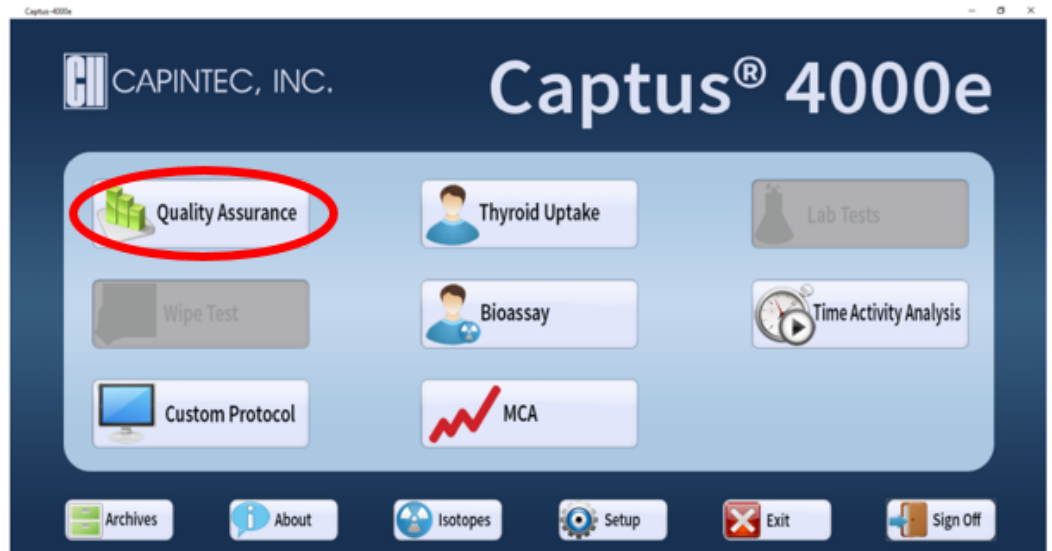 Captus-4000e
CII CAPINTEC, INC.
Captus® 4000e
Quality Assurance
Thyroid Uptake
Lab Tests
Wipe Test
Bioassay
Time Activity Analysis
Custom Protocol
MCA
Archives
About
Isotopes
Setup
Exit
Sign Off